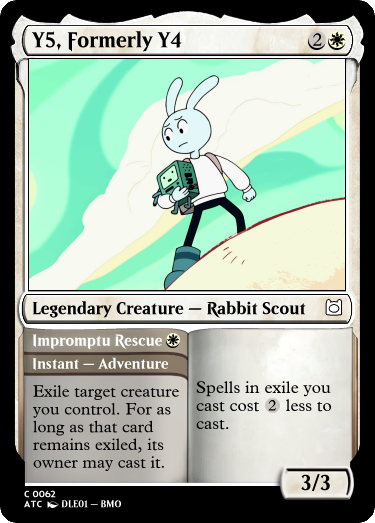 Y5, Formerly Y4 2
Legendary Creature — Rabbit Scout
Impromptu Rescue
Instant — Adventure
Exile target creature
you control. For as
long as that card
remains exiled, its
owner may cast it.
Spells in exile you
cast cost 2 less to
cast.
3/3
C 0062
ATC DLE01 — BMO